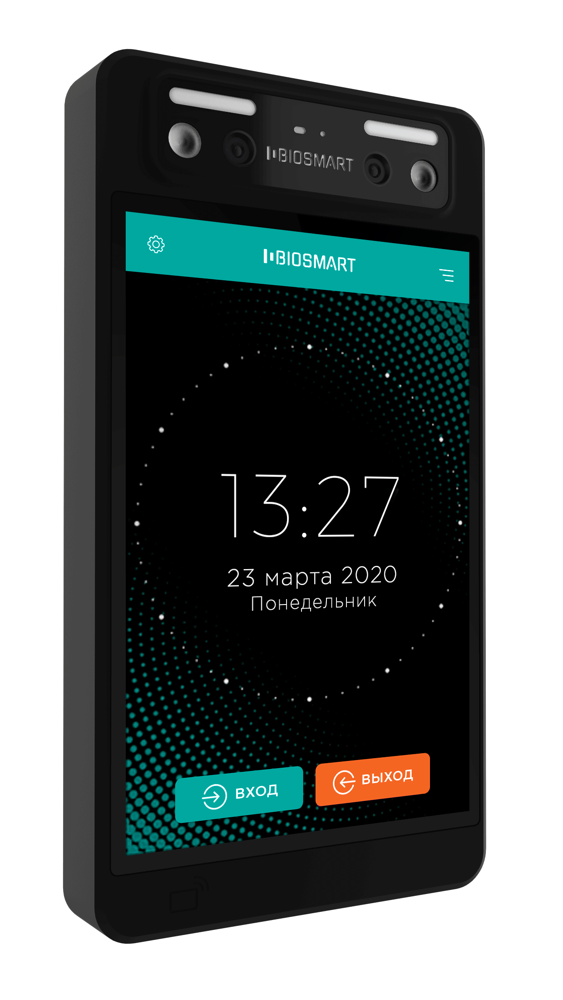 BIOSMART
BIOSMART
13:27
23 марта 2020
Понедельник
ВХОД
ВЫХОД